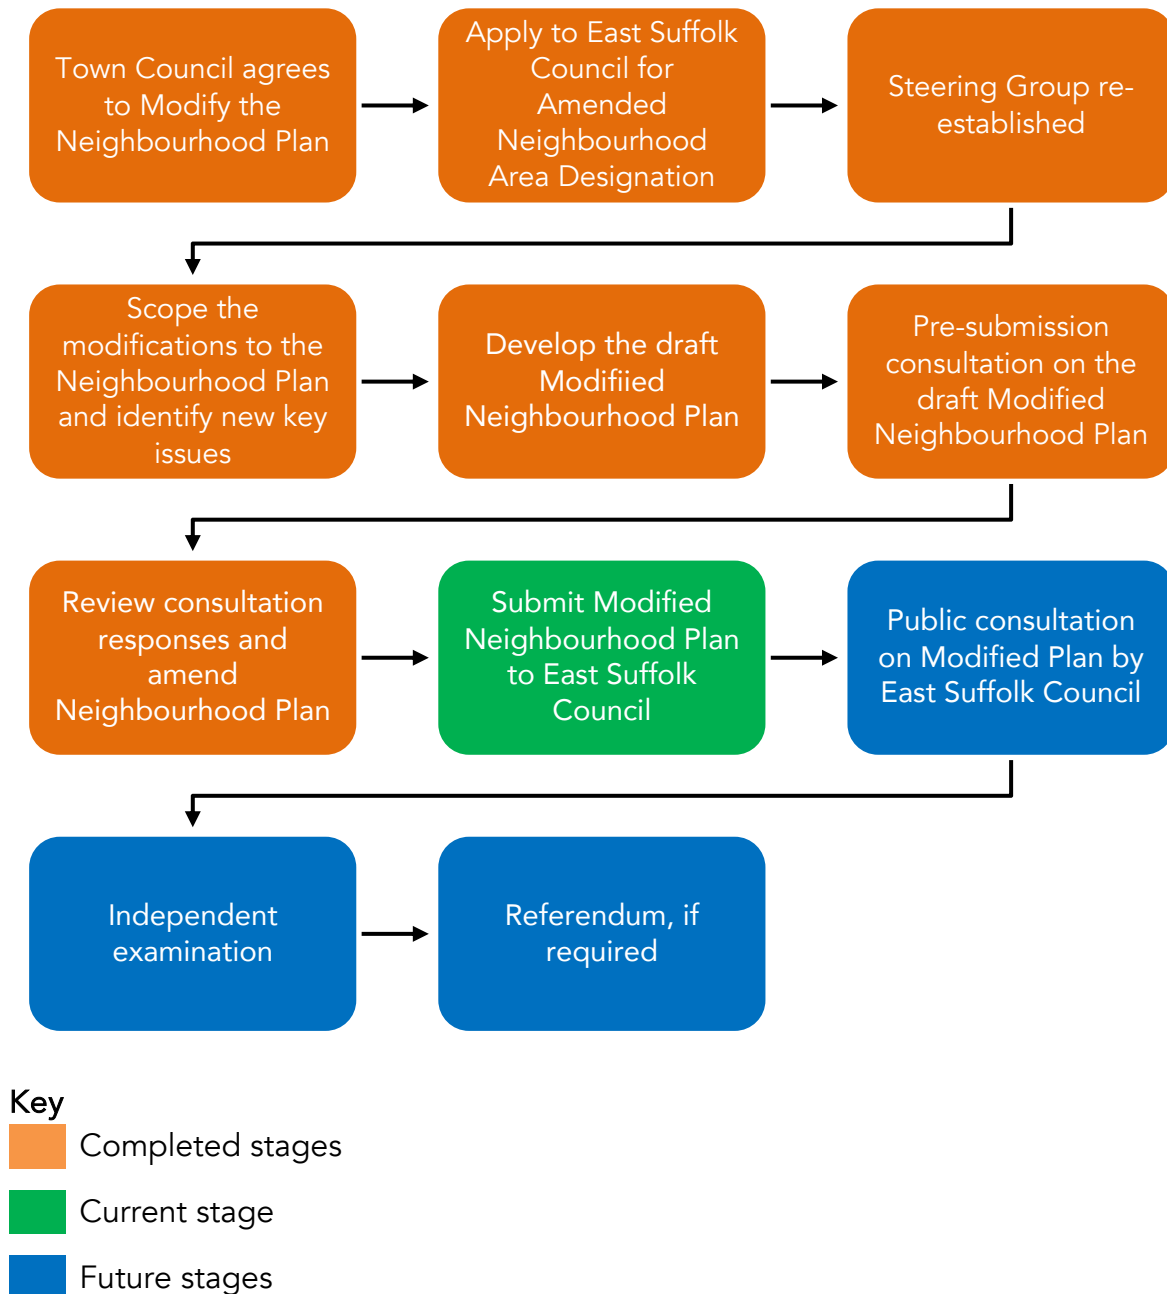 Town Council agrees
to Modify the
Neighbourhood Plan
Apply to East Suffolk
Council for
Amended
Neighbourhood
Area Designation
Steering Group re-
established
Scope the
modifications to the
Neighbourhood Plan
and identify new key
issues
Develop the draft
Modifiied
Neighbourhood Plan
Pre-submission
consultation on the
draft Modified
Neighbourhood Plan
Review consultation
responses and
amend
Neighbourhood Plan
Submit Modified
Neighbourhood Plan
to East Suffolk
Council
Public consultation
on Modified Plan by
East Suffolk Council
Independent
examination
Referendum, if
required
Key
Completed stages
Current stage
Future stages